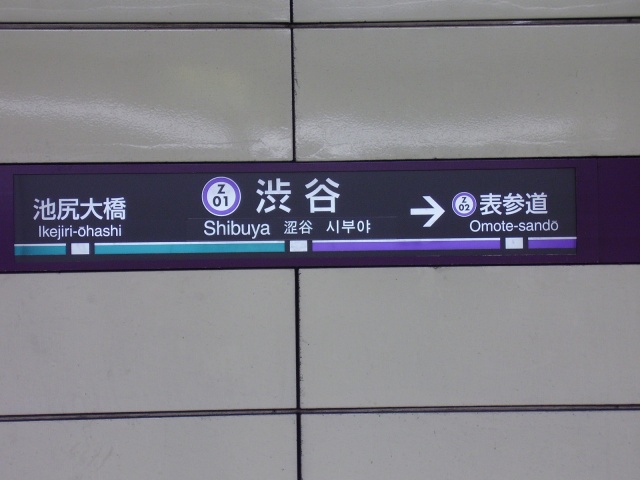 池尻大橋
Ikejiri-ōhashi
Z
01
渋谷
Shibuya 涩谷 시부야
→
Z
02
表参道
Omote-sandō